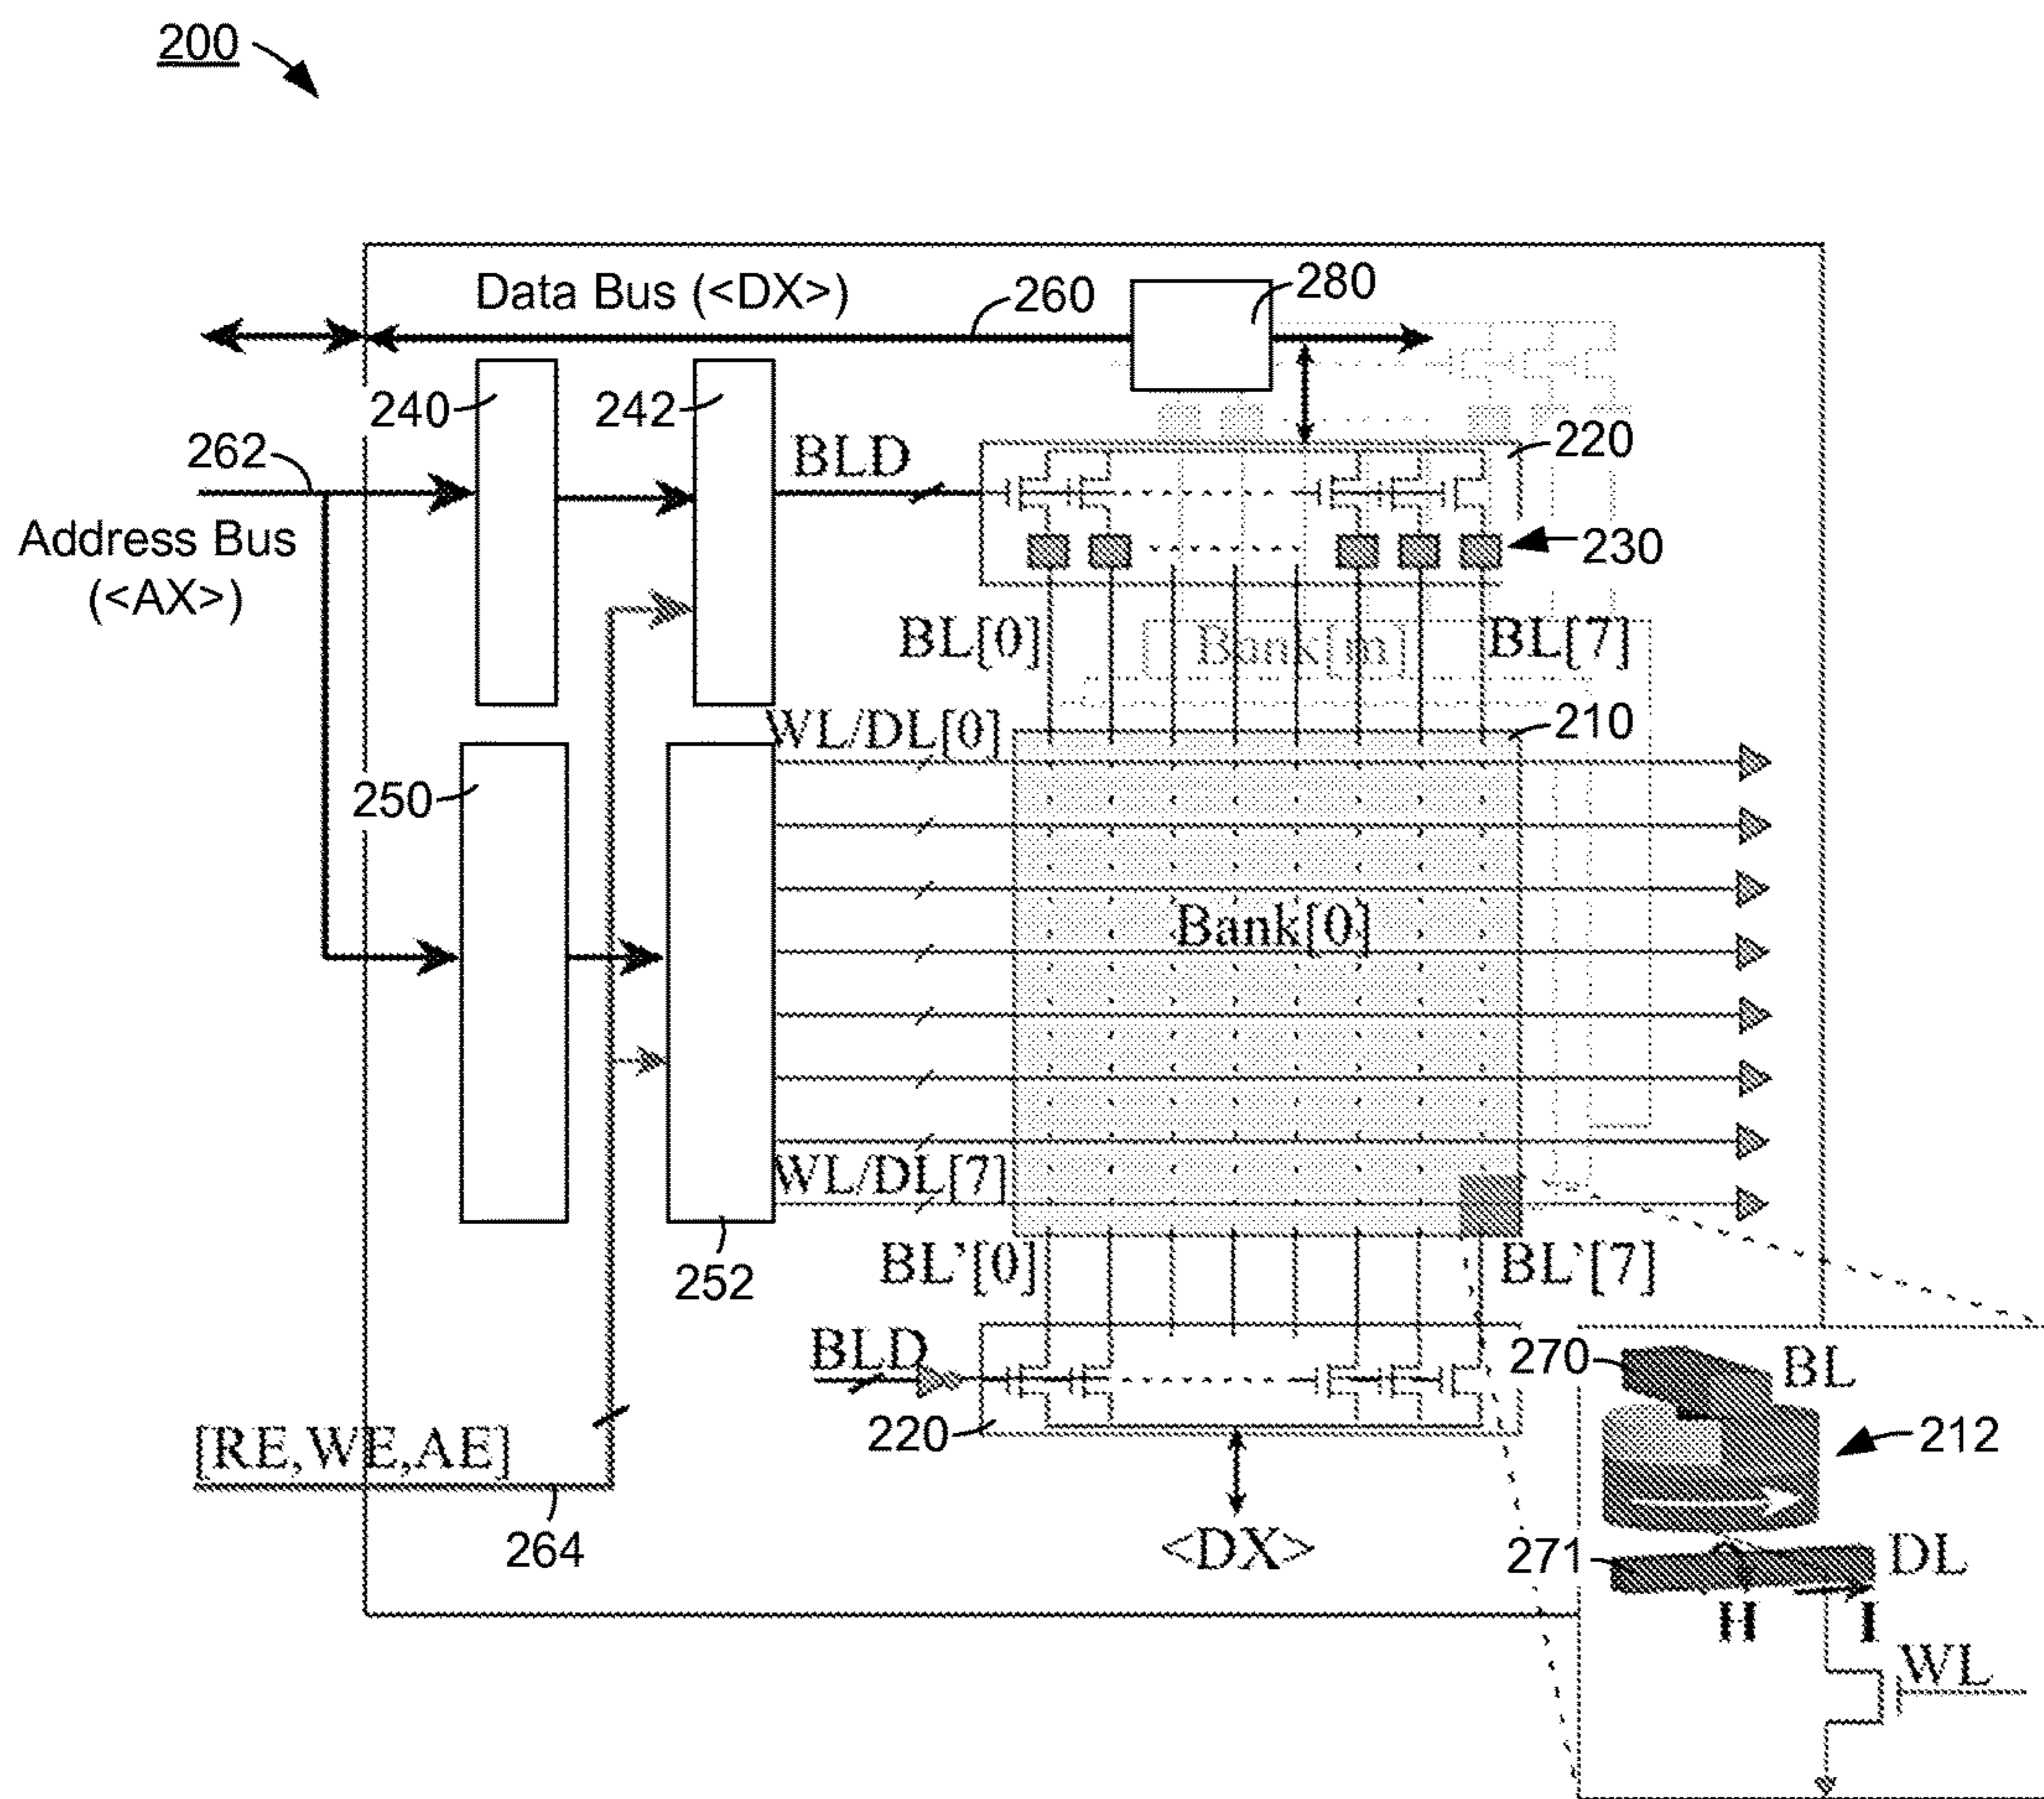 200
Data Bus (<DX>)
260
280
240
242
220
262
BLD
Address Bus
(<AX>)
230
BL[0]
Bank[m]
BL[7]
WL/DL[0]
210
250
Bank[0]
WL/DL[7]
252
BL'[0]
BL'[7]
BLD
270
BL
220
212
[RE,WE,AE]
264
<DX>
271
DL
H
I
WL